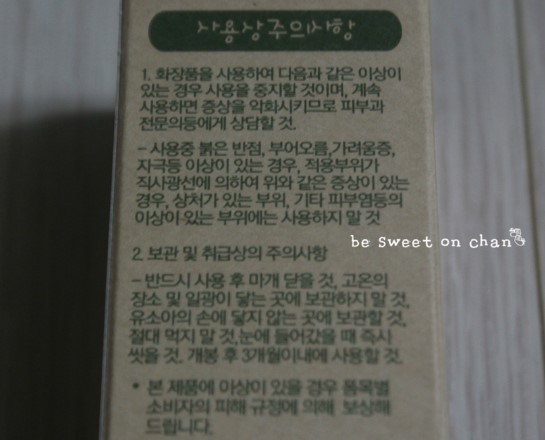 사용상주의사항
1. 화장품을 사용하여 다음과 같은 이상이
있는 경우 사용을 중지할 것이며, 계속
사용하면 증상을 악화시키므로 피부과
전문의등에게 상담할 것.
- 사용중 붉은 반점, 부어오름,가려움증,
자극등 이상이 있는 경우, 적용부위가
직사광선에 의하여 위와 같은 증상이 있는
경우, 상처가 있는 부위, 기타 피부염등의
이상이 있는 부위에는 사용하지 말 것
be sweet on chan
2. 보관 및 취급상의 주의사항
- 반드시 사용 후 마개 닫을 것, 고온의
장소 및 일광이 닿는 곳에 보관하지 말 것,
유소아의 손에 닿지 않는 곳에 보관할 것,
절대 먹지 말 것,눈에 들어갔을 때 즉시
씻을 것, 개봉 후 3개월이내에 사용할 것.
* 본 제품에 이상이 있을 경우 품목별
소비자의 피해 규정에 의해 보상해
드립니다.